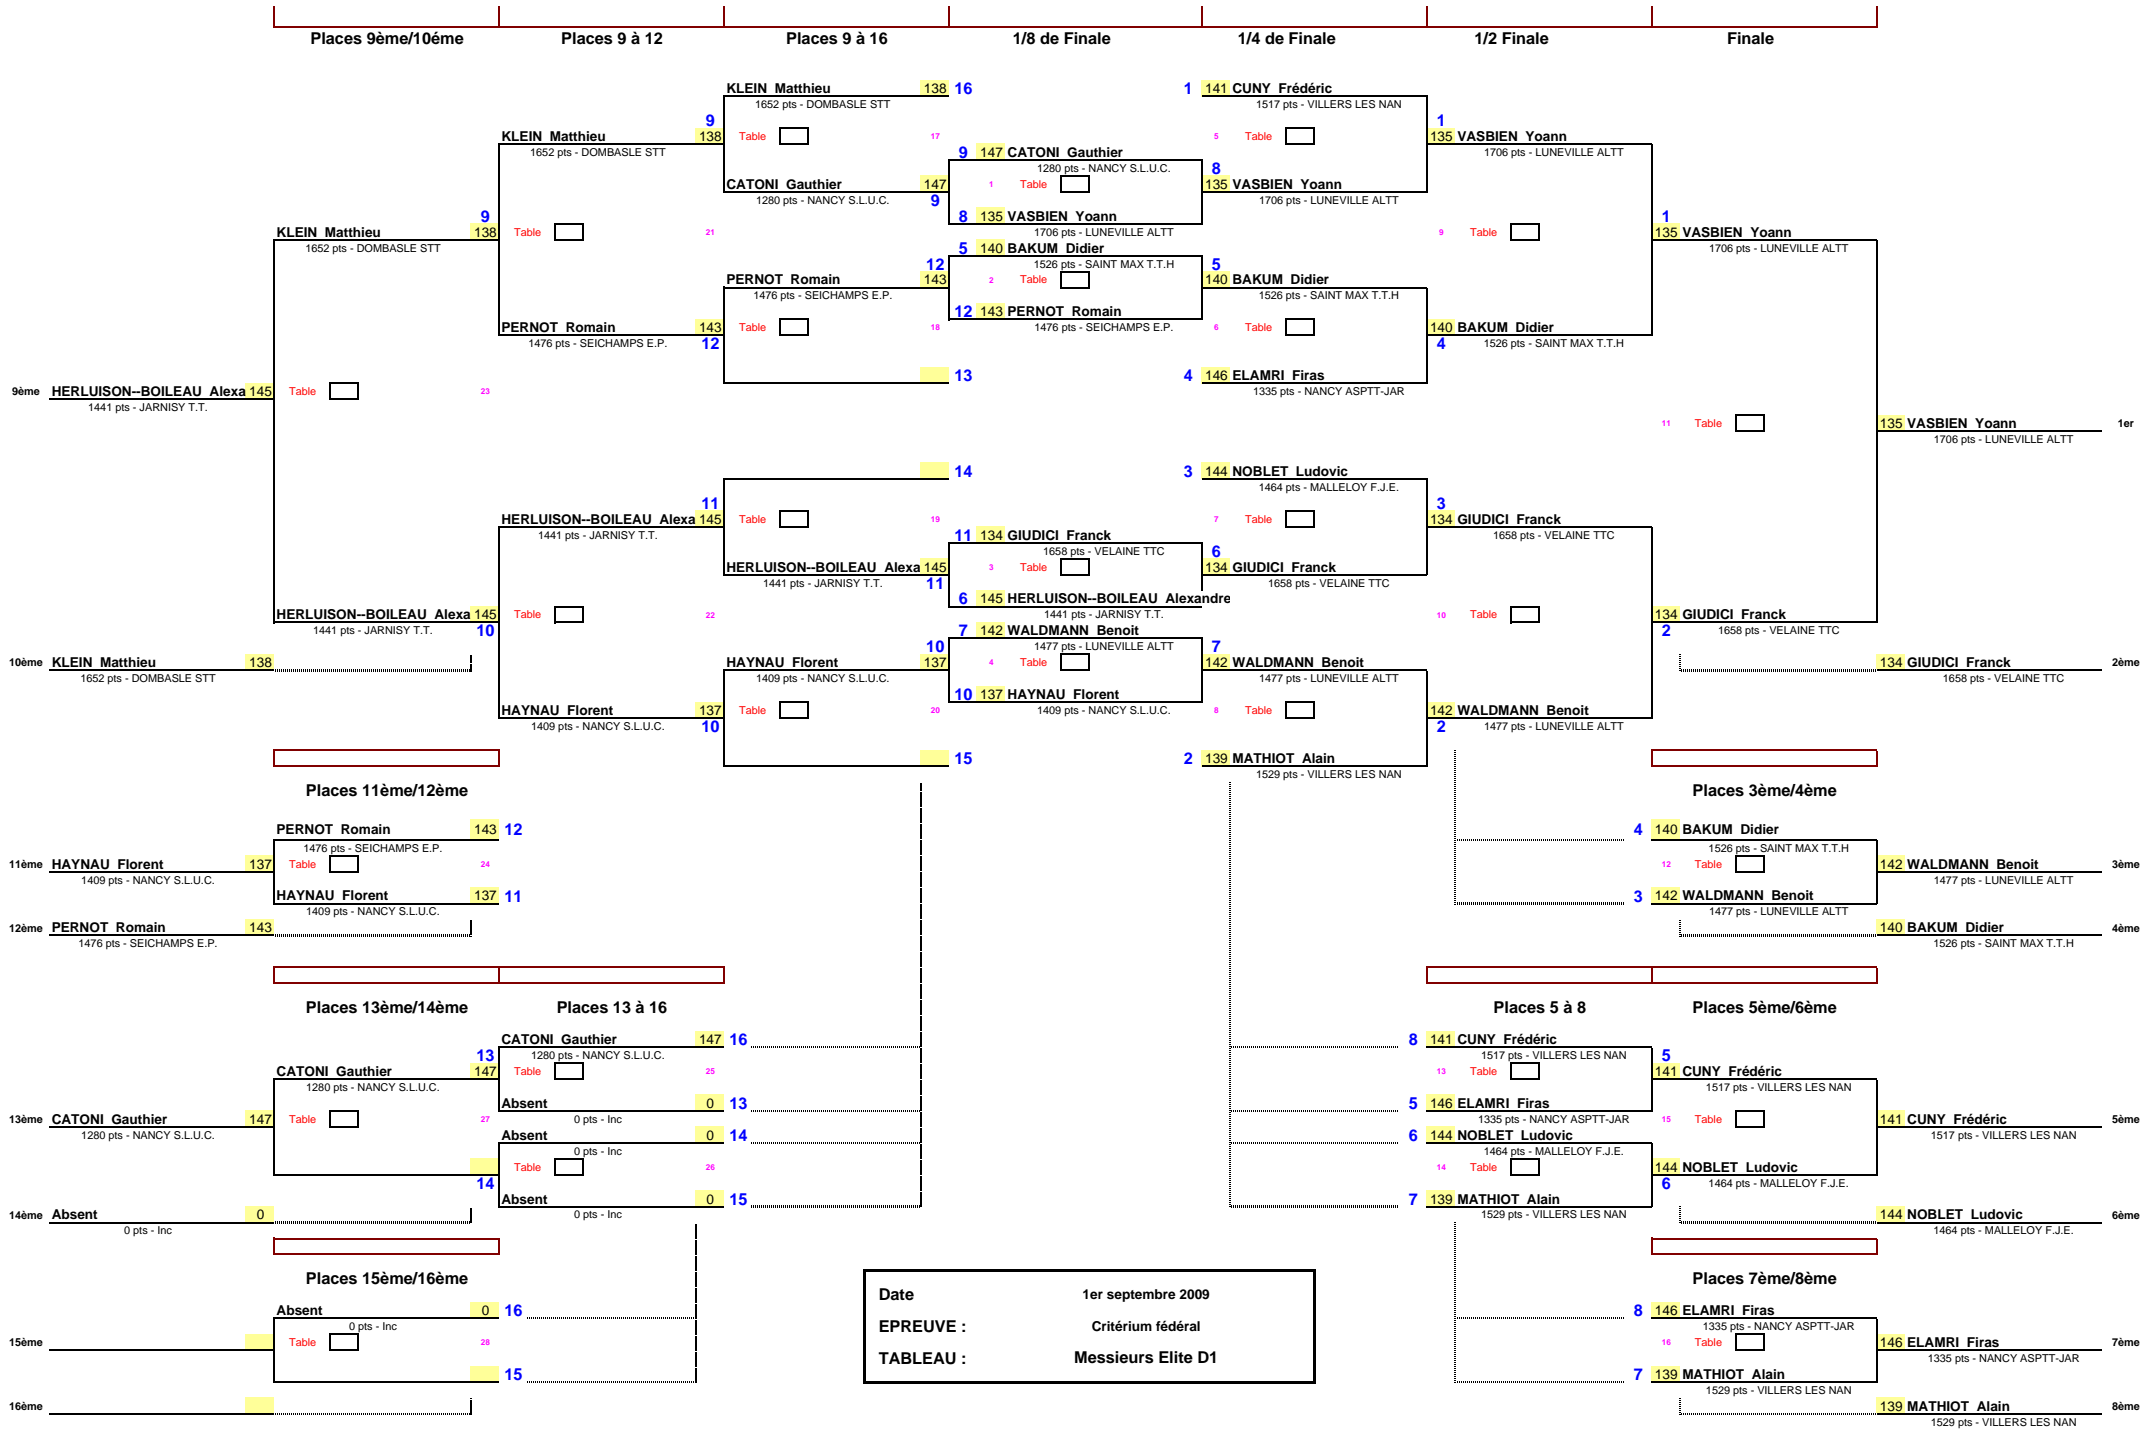 Places 9ème/10éme Places 9 à 12 Places 9 à 16 1/8 de Finale 1/4 de Finale 1/2 Finale Finale
KLEIN Matthieu 138 16 1 141 CUNY Frédéric
1652 pts - DOMBASLE STT 1517 pts - VILLERS LES NAN
9 1
KLEIN Matthieu 138 Table 17 5 Table 135 VASBIEN Yoann
1652 pts - DOMBASLE STT 9 147 CATONI Gauthier 1706 pts - LUNEVILLE ALTT
1280 pts - NANCY S.L.U.C. 8
CATONI Gauthier 147 1 Table 135 VASBIEN Yoann
1280 pts - NANCY S.L.U.C. 9 1706 pts - LUNEVILLE ALTT
9 8 135 VASBIEN Yoann 1
KLEIN Matthieu 138 Table 21 1706 pts - LUNEVILLE ALTT 9 Table 135 VASBIEN Yoann
1652 pts - DOMBASLE STT 5 140 BAKUM Didier 1706 pts - LUNEVILLE ALTT
12 1526 pts - SAINT MAX T.T.H 5
PERNOT Romain 143 2 Table 140 BAKUM Didier
1476 pts - SEICHAMPS E.P. 1526 pts - SAINT MAX T.T.H
12 143 PERNOT Romain
PERNOT Romain 143 Table 18 1476 pts - SEICHAMPS E.P. 6 Table 140 BAKUM Didier
1476 pts - SEICHAMPS E.P. 12 4 1526 pts - SAINT MAX T.T.H
13 4 146 ELAMRI Firas
9ème HERLUISON--BOILEAU Alexa 145 Table 23 1335 pts - NANCY ASPTT-JAR
1441 pts - JARNISY T.T.
11 Table 135 VASBIEN Yoann 1er
1706 pts - LUNEVILLE ALTT
14 3 144 NOBLET Ludovic
1464 pts - MALLELOY F.J.E.
11 3
HERLUISON--BOILEAU Alexa 145 Table 19 7 Table 134 GIUDICI Franck
1441 pts - JARNISY T.T. 11 134 GIUDICI Franck 1658 pts - VELAINE TTC
1658 pts - VELAINE TTC 6
HERLUISON--BOILEAU Alexa 145 3 Table 134 GIUDICI Franck
1441 pts - JARNISY T.T. 11 1658 pts - VELAINE TTC
6 145 HERLUISON--BOILEAU Alexandre
HERLUISON--BOILEAU Alexa 145 Table 22 1441 pts - JARNISY T.T. 10 Table 134 GIUDICI Franck
1441 pts - JARNISY T.T. 10 7 142 WALDMANN Benoit 2 1658 pts - VELAINE TTC
10 1477 pts - LUNEVILLE ALTT 7
10ème KLEIN Matthieu 138 HAYNAU Florent 137 4 Table 142 WALDMANN Benoit 134 GIUDICI Franck 2ème
1652 pts - DOMBASLE STT 1409 pts - NANCY S.L.U.C. 1477 pts - LUNEVILLE ALTT 1658 pts - VELAINE TTC
10 137 HAYNAU Florent
HAYNAU Florent 137 Table 20 1409 pts - NANCY S.L.U.C. 8 Table 142 WALDMANN Benoit
1409 pts - NANCY S.L.U.C. 10 2 1477 pts - LUNEVILLE ALTT
15 2 139 MATHIOT Alain
1529 pts - VILLERS LES NAN
Places 11ème/12ème Places 3ème/4ème
PERNOT Romain 143 12 4 140 BAKUM Didier
1476 pts - SEICHAMPS E.P. 1526 pts - SAINT MAX T.T.H
11ème HAYNAU Florent 137 Table 24 12 Table 142 WALDMANN Benoit 3ème
1409 pts - NANCY S.L.U.C. 1477 pts - LUNEVILLE ALTT
HAYNAU Florent 137 11 3 142 WALDMANN Benoit
1409 pts - NANCY S.L.U.C. 1477 pts - LUNEVILLE ALTT
12ème PERNOT Romain 143 140 BAKUM Didier 4ème
1476 pts - SEICHAMPS E.P. 1526 pts - SAINT MAX T.T.H
Places 13ème/14ème Places 13 à 16 Places 5 à 8 Places 5ème/6ème
CATONI Gauthier 147 16 8 141 CUNY Frédéric
13 1280 pts - NANCY S.L.U.C. 1517 pts - VILLERS LES NAN 5
CATONI Gauthier 147 Table 25 13 Table 141 CUNY Frédéric
1280 pts - NANCY S.L.U.C. 1517 pts - VILLERS LES NAN
Absent 0 13 5 146 ELAMRI Firas
13ème CATONI Gauthier 147 Table 27 0 pts - Inc 1335 pts - NANCY ASPTT-JAR 15 Table 141 CUNY Frédéric 5ème
1280 pts - NANCY S.L.U.C. Absent 0 14 6 144 NOBLET Ludovic 1517 pts - VILLERS LES NAN
0 pts - Inc 1464 pts - MALLELOY F.J.E.
Table 26 14 Table 144 NOBLET Ludovic
14 6 1464 pts - MALLELOY F.J.E.
Absent 0 15 7 139 MATHIOT Alain
14ème Absent 0 0 pts - Inc 1529 pts - VILLERS LES NAN 144 NOBLET Ludovic 6ème
0 pts - Inc 1464 pts - MALLELOY F.J.E.
Places 15ème/16ème Places 7ème/8ème
Date 1er septembre 2009
Absent 0 16 8 146 ELAMRI Firas
0 pts - Inc EPREUVE : Critérium fédéral 1335 pts - NANCY ASPTT-JAR
15ème Table 28 16 Table 146 ELAMRI Firas 7ème
TABLEAU : Messieurs Elite D1 1335 pts - NANCY ASPTT-JAR
15 7 139 MATHIOT Alain
1529 pts - VILLERS LES NAN
16ème 139 MATHIOT Alain 8ème
1529 pts - VILLERS LES NAN